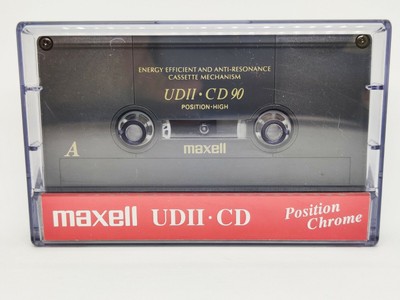 ENERGY EFFICIENT AND ANTI-RESONANCE
CASSETTE MECHANISM
UDII·CD 90
POSITION·HIGH
A
maxell
maxell UDII·CD Position
Chrome